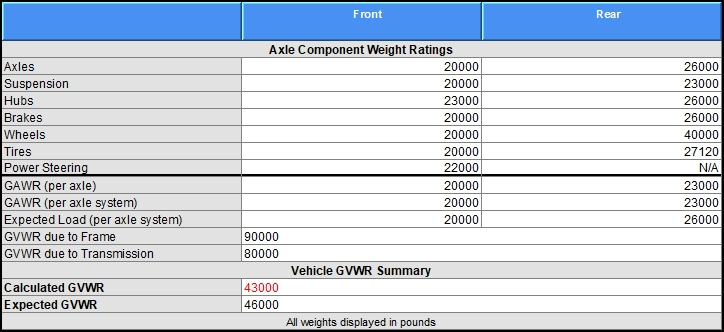 Front Rear
Axle Component Weight Ratings
Axles 20000 26000
Suspension 20000 23000
Hubs 23000 26000
Brakes 20000 26000
Wheels 20000 40000
Tires 20000 27120
Power Steering 22000 N/A
GAWR (per axle) 20000 23000
GAWR (per axle system) 20000 23000
Expected Load (per axle system) 20000 26000
GVWR due to Frame 90000
GVWR due to Transmission 80000
Vehicle GVWR Summary
Calculated GVWR 43000
Expected GVWR 46000
All weights displayed in pounds